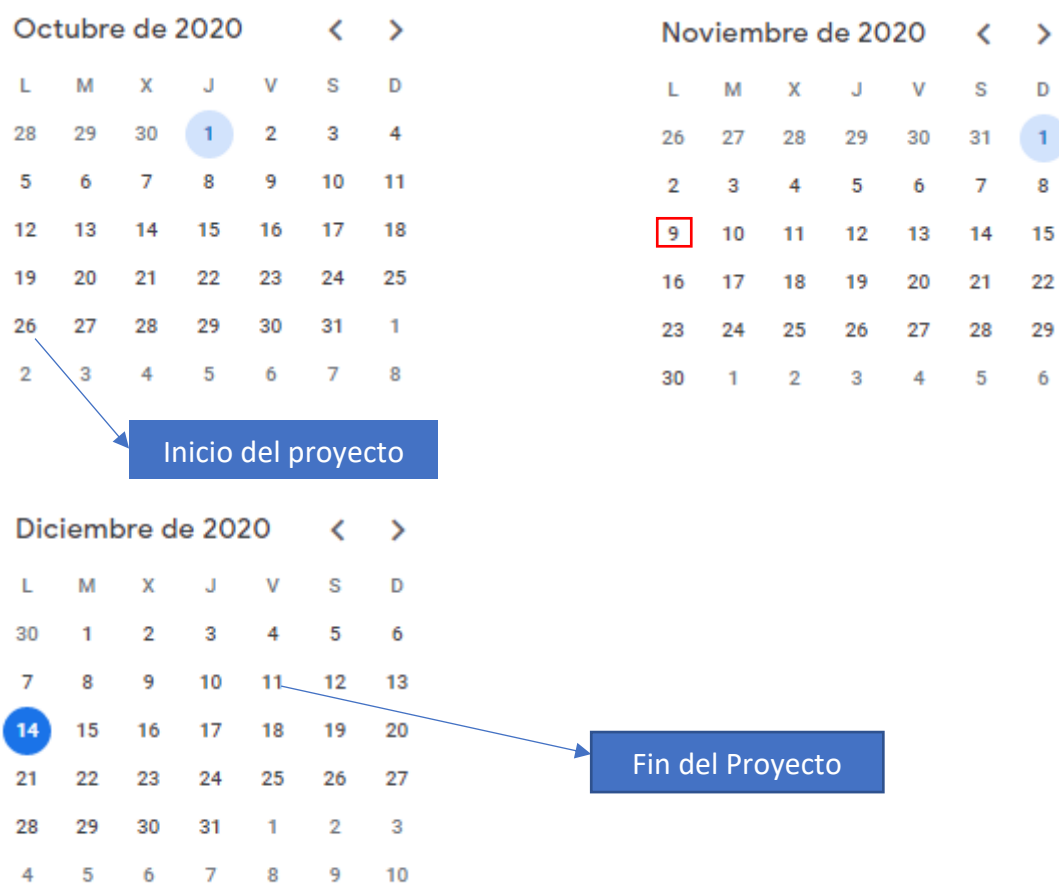 Octubre de 2020 < >
L M X J V S D
28 29 30 1 2 3 4
5 6 7 8 9 10 11
12 13 14 15 16 17 18
19 20 21 22 23 24 25
26 27 28 29 30 31 1
2 3 4 5 6 7 8
Inicio del proyecto
Noviembre de 2020 < >
L M X J V S D
26 27 28 29 30 31 1
2 3 4 5 6 7 8
9 10 11 12 13 14 15
16 17 18 19 20 21 22
23 24 25 26 27 28 29
30 1 2 3 4 5 6
Diciembre de 2020 < >
L M X J V S D
30 1 2 3 4 5 6
7 8 9 10 11 12 13
14 15 16 17 18 19 20
21 22 23 24 25 26 27
28 29 30 31 1 2 3
4 5 6 7 8 9 10
Fin del Proyecto